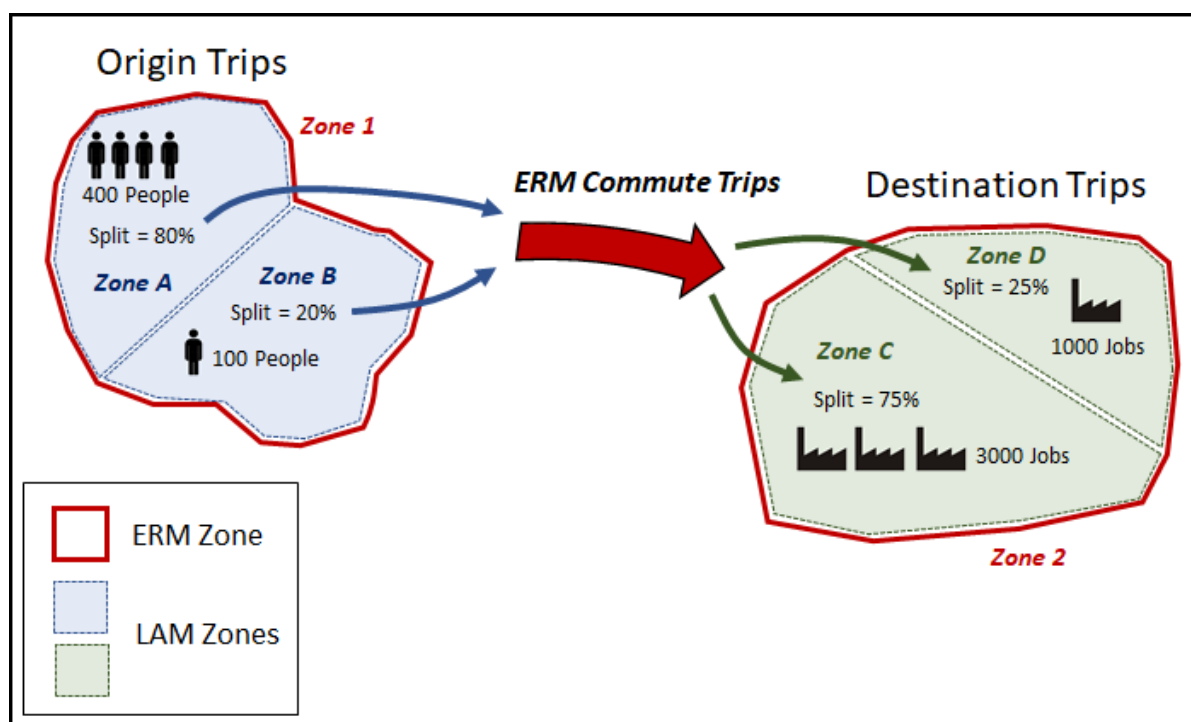 Origin Trips
Zone 1
400 People
Split = 80%
Zone A
Zone B
Split = 20%
100 People
ERM Commute Trips
Destination Trips
Zone D
Split = 25%
1000 Jobs
Zone C
Split = 75%
3000 Jobs
Zone 2
ERM Zone
LAM Zones